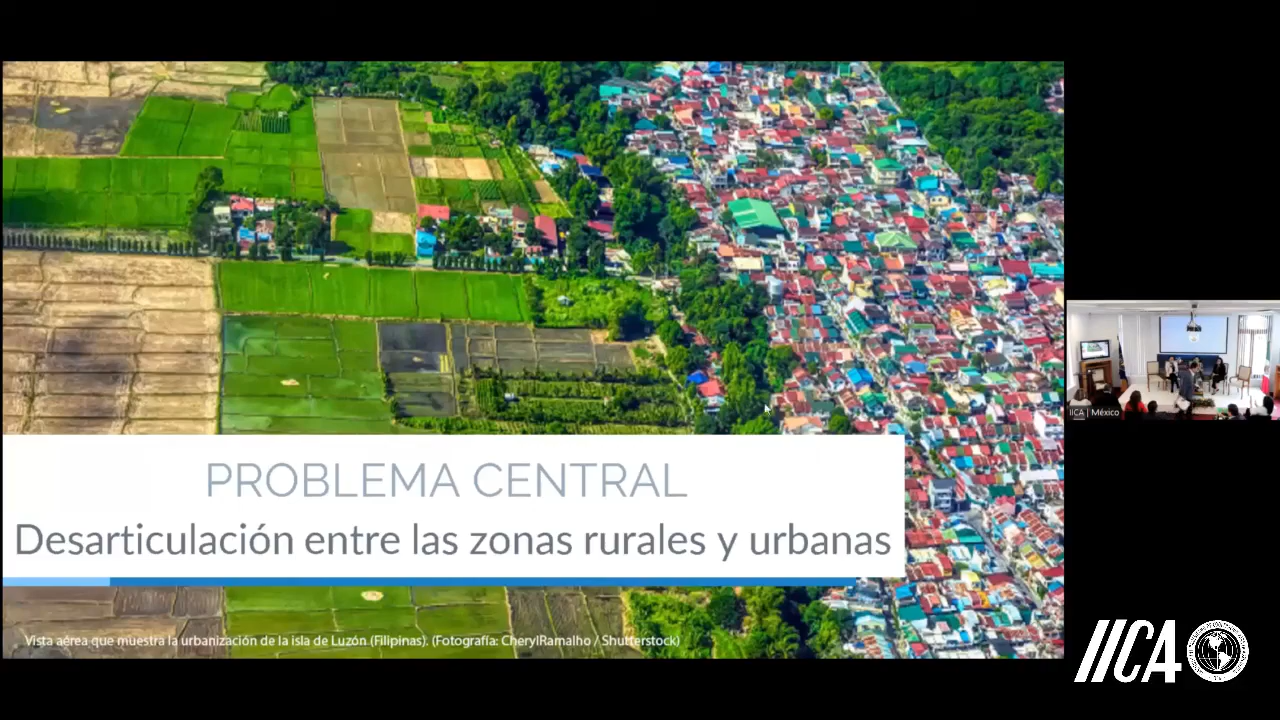 PROBLEMA CENTRAL
Desarticulación entre las zonas rurales y urbanas
Vista aérea que muestra la urbanización de la isla de Luzón (Filipinas). (Fotografía: CherylRamalho / Shutterstock)
IICA | México
IICA